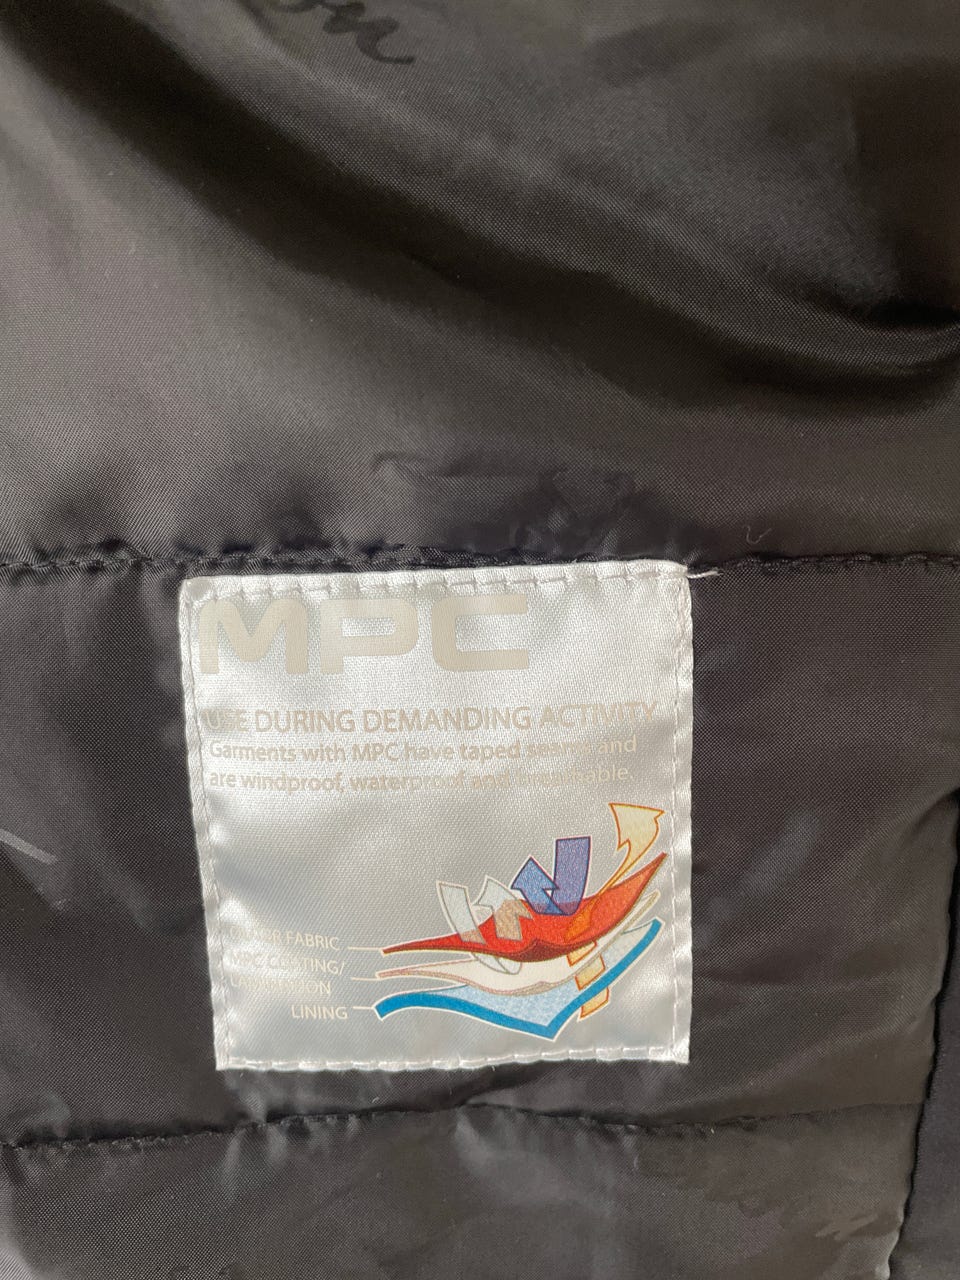 on
MPC
USE DURING DEMANDING ACTIVITY
Garments with MPC have taped seams and
are windproof, waterproof and breathable.
OUTER FABRIC
MPC COATING/
LAMINATION
LINING